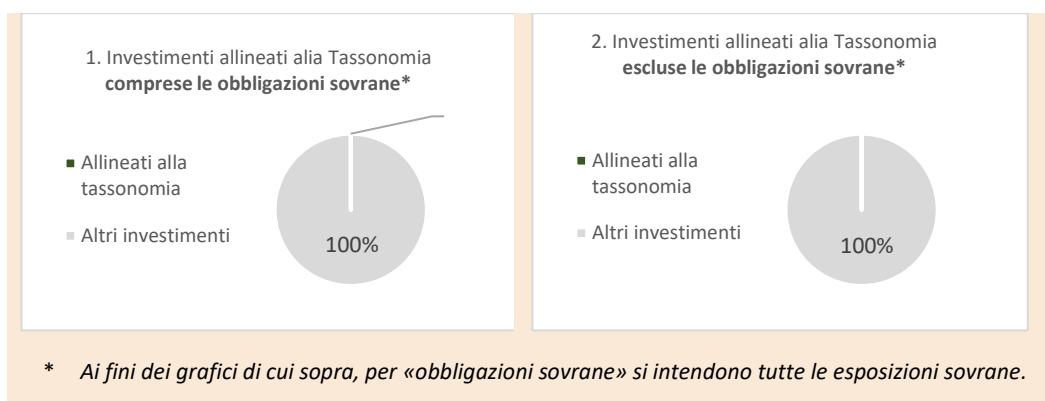 1. Investimenti allineati alia Tassonomia
comprese le obbligazioni sovrane*
Allineati alla
tassonomia
Altri investimenti
100%
2. Investimenti allineati alia Tassonomia
escluse le obbligazioni sovrane*
Allineati alla
tassonomia
Altri investimenti
100%
* Ai fini dei grafici di cui sopra, per «obbligazioni sovrane» si intendono tutte le esposizioni sovrane.